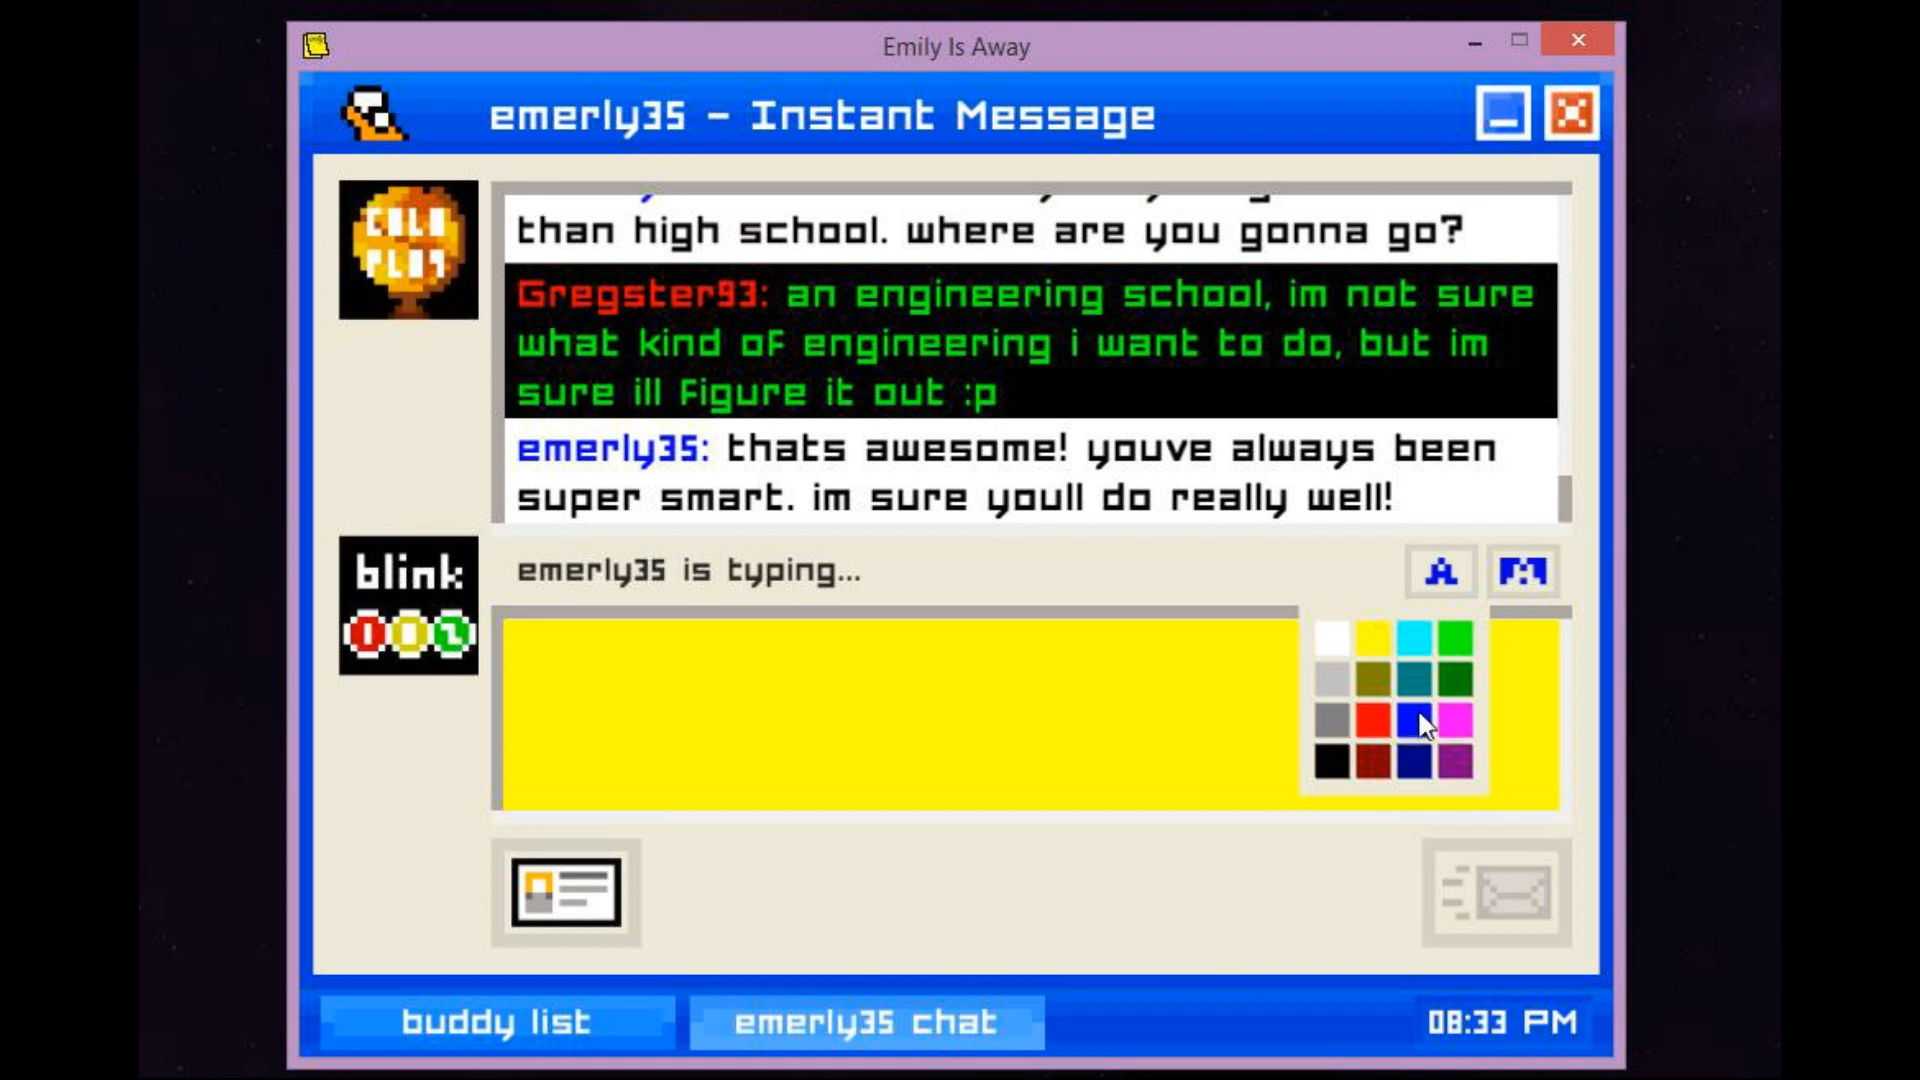 Emily Is Away
emerly35 - Instant Message
COLD
PLAY
than high school. where are you gonna go?
Gregster93: an engineering school, im not sure
what kind of engineering i want to do, but im
sure ill figure it out :p
emerly35: thats awesome! youve always been
super smart. im sure youll do really well!
blink
182
emerly35 is typing...
A
A
buddy list
emerly35 chat
08:33 PM